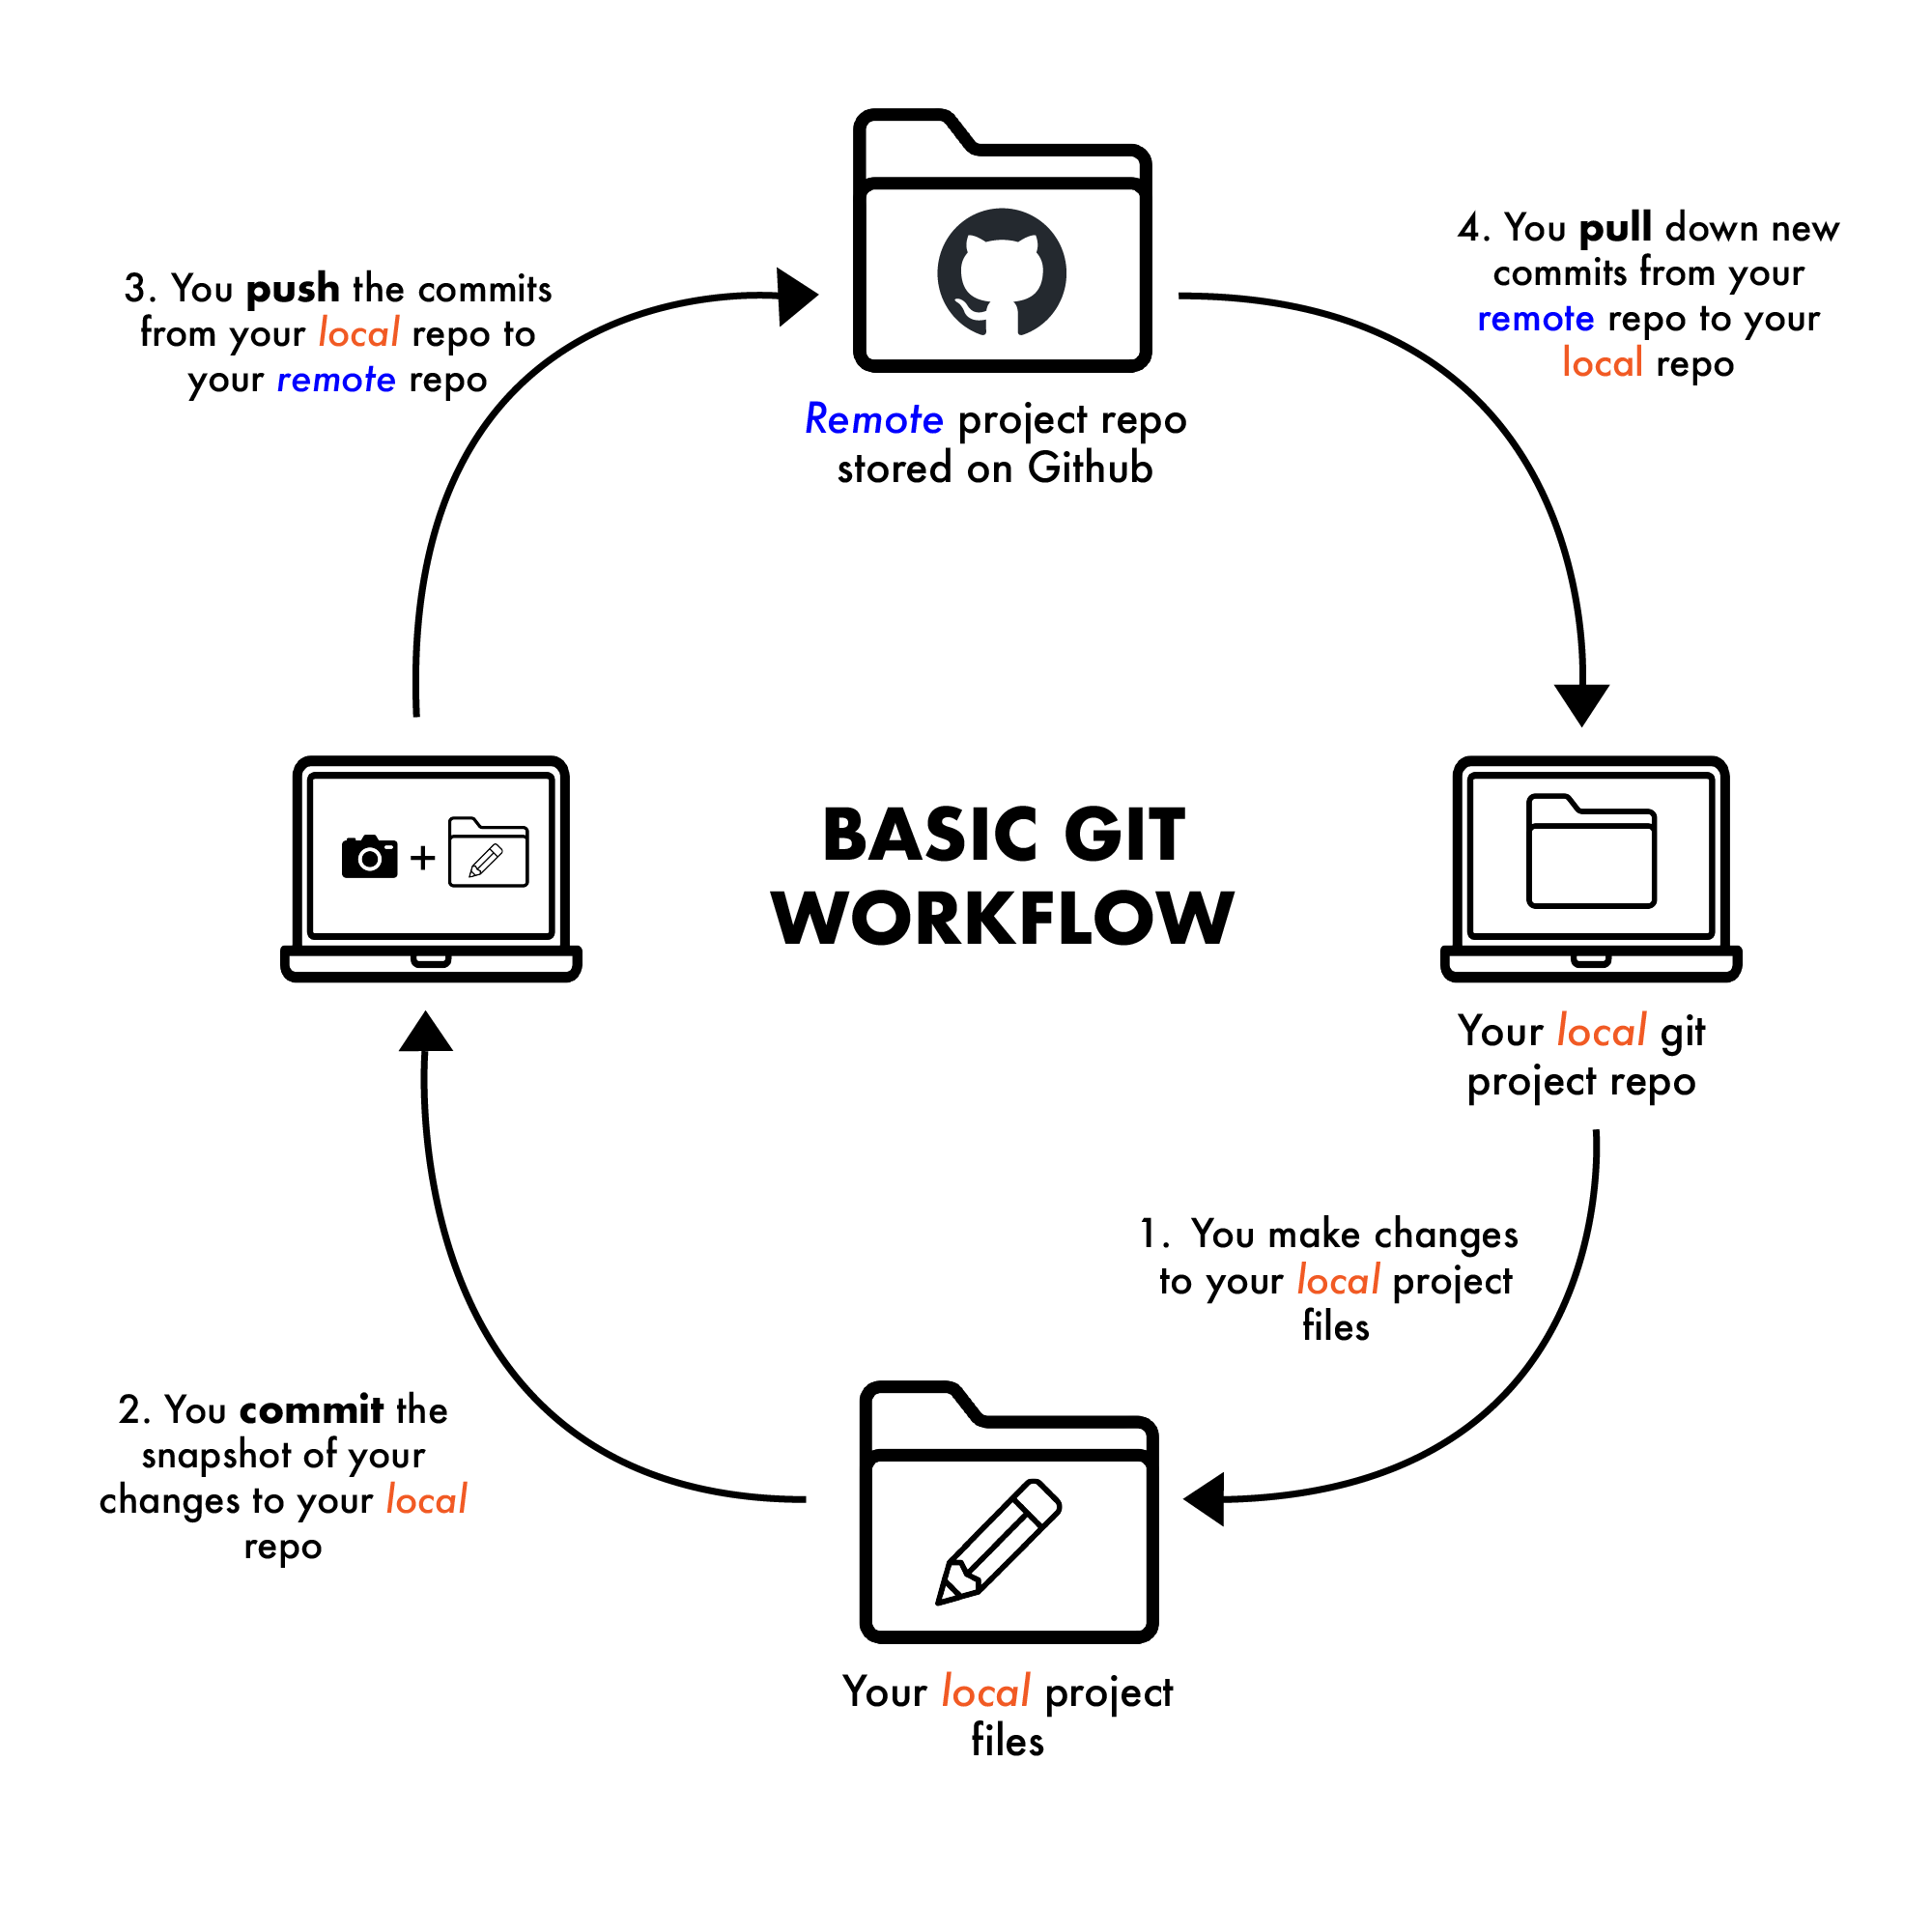 BASIC GIT
WORKFLOW
Remote project repo
stored on Github
4. You pull down new
commits from your
remote repo to your
local repo
Your local git
project repo
1. You make changes
to your local project
files
Your local project
files
2. You commit the
snapshot of your
changes to your local
repo
3. You push the commits
from your local repo to
your remote repo